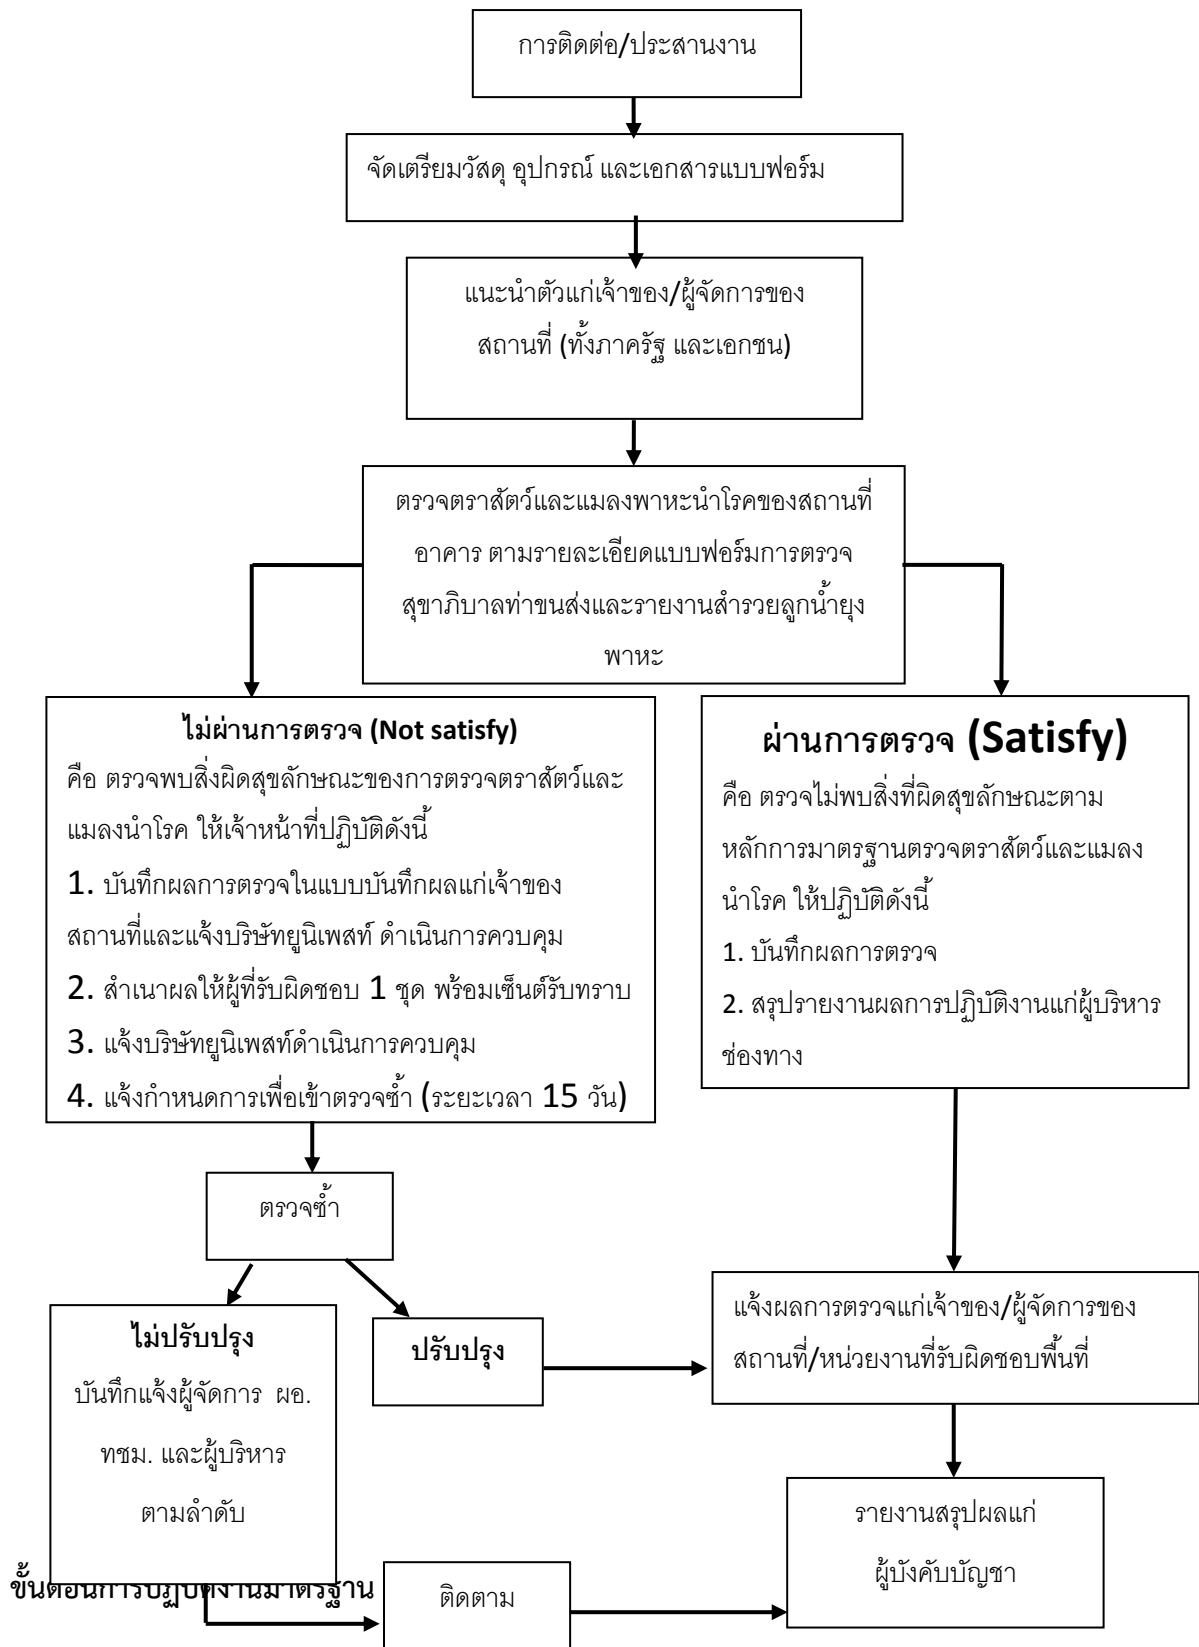 การติดต่อ/ประสานงาน
จัดเตรียมวัสดุ อุปกรณ์ และเอกสารแบบฟอร์ม
แนะนำตัวแก่เจ้าของ/ผู้จัดการของ
สถานที่ (ทั้งภาครัฐ และเอกชน)
ตรวจตราสัตว์และแมลงพาหะนำโรคของสถานที่
อาคาร ตามรายละเอียดแบบฟอร์มการตรวจ
สุขาภิบาลท่าขนส่งและรายงานสำรวยลูกน้ำยุง
พาหะ
ไม่ผ่านการตรวจ (Not satisfy)
คือ ตรวจพบสิ่งผิดสุขลักษณะของการตรวจตราสัตว์และ
แมลงนำโรค ให้เจ้าหน้าที่ปฏิบัติดังนี้
1. บันทึกผลการตรวจในแบบบันทึกผลแก่เจ้าของ
สถานที่และแจ้งบริษัทยูนิเพสท์ ดำเนินการควบคุม
2. สำเนาผลให้ผู้ที่รับผิดชอบ 1 ชุด พร้อมเซ็นต์รับทราบ
3. แจ้งบริษัทยูนิเพสท์ดำเนินการควบคุม
4. แจ้งกำหนดการเพื่อเข้าตรวจซ้ำ (ระยะเวลา 15 วัน)
ผ่านการตรวจ (Satisfy)
คือ ตรวจไม่พบสิ่งที่ผิดสุขลักษณะตาม
หลักการมาตรฐานตรวจตราสัตว์และแมลง
นำโรค ให้ปฏิบัติดังนี้
1. บันทึกผลการตรวจ
2. สรุปรายงานผลการปฏิบัติงานแก่ผู้บริหาร
ช่องทาง
ตรวจซ้ำ
ไม่ปรับปรุง
บันทึกแจ้งผู้จัดการ ผอ.
ทชม. และผู้บริหาร
ตามลำดับ
ปรับปรุง
แจ้งผลการตรวจแก่เจ้าของ/ผู้จัดการของ
สถานที่/หน่วยงานที่รับผิดชอบพื้นที่
รายงานสรุปผลแก่
ผู้บังคับบัญชา
ขั้นตอนการปฏิบัติงานมาตรฐาน
ติดตาม